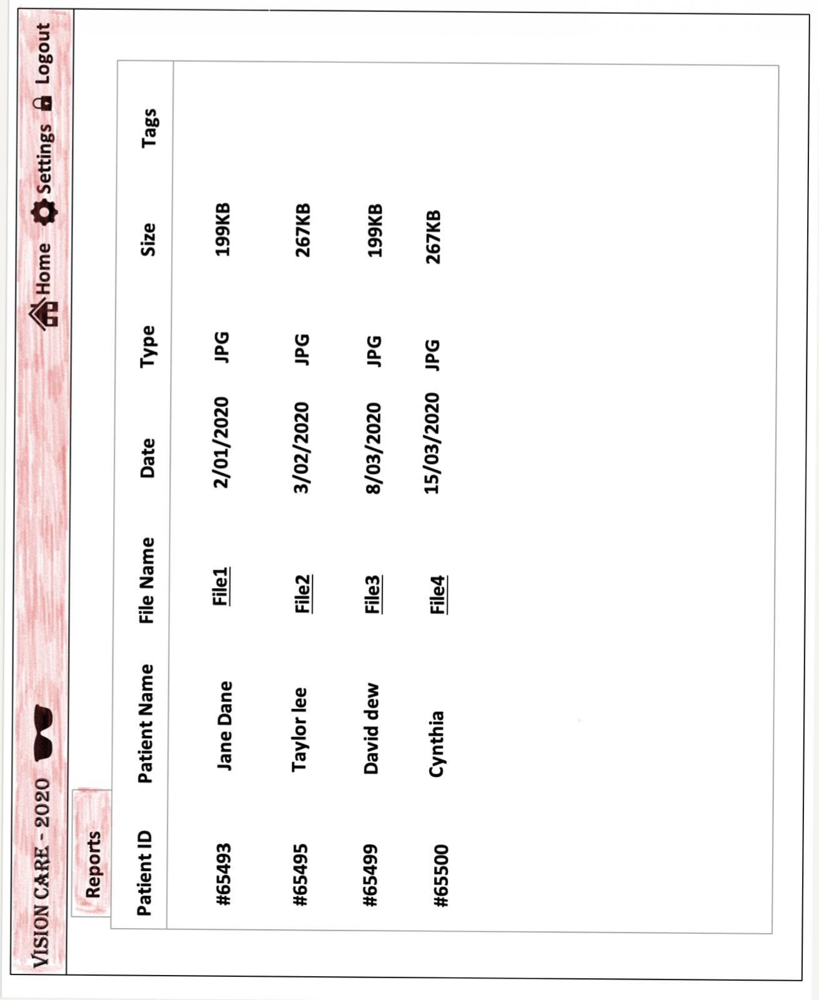 VISION CARE - 2020 Home Settings Logout
Reports
Patient ID Patient Name File Name Date Type Size Tags
#65493 Jane Dane File1 2/01/2020 JPG 199KB
#65495 Taylor lee File2 3/02/2020 JPG 267KB
#65499 David dew File3 8/03/2020 JPG 199KB
#65500 Cynthia File4 15/03/2020 JPG 267KB